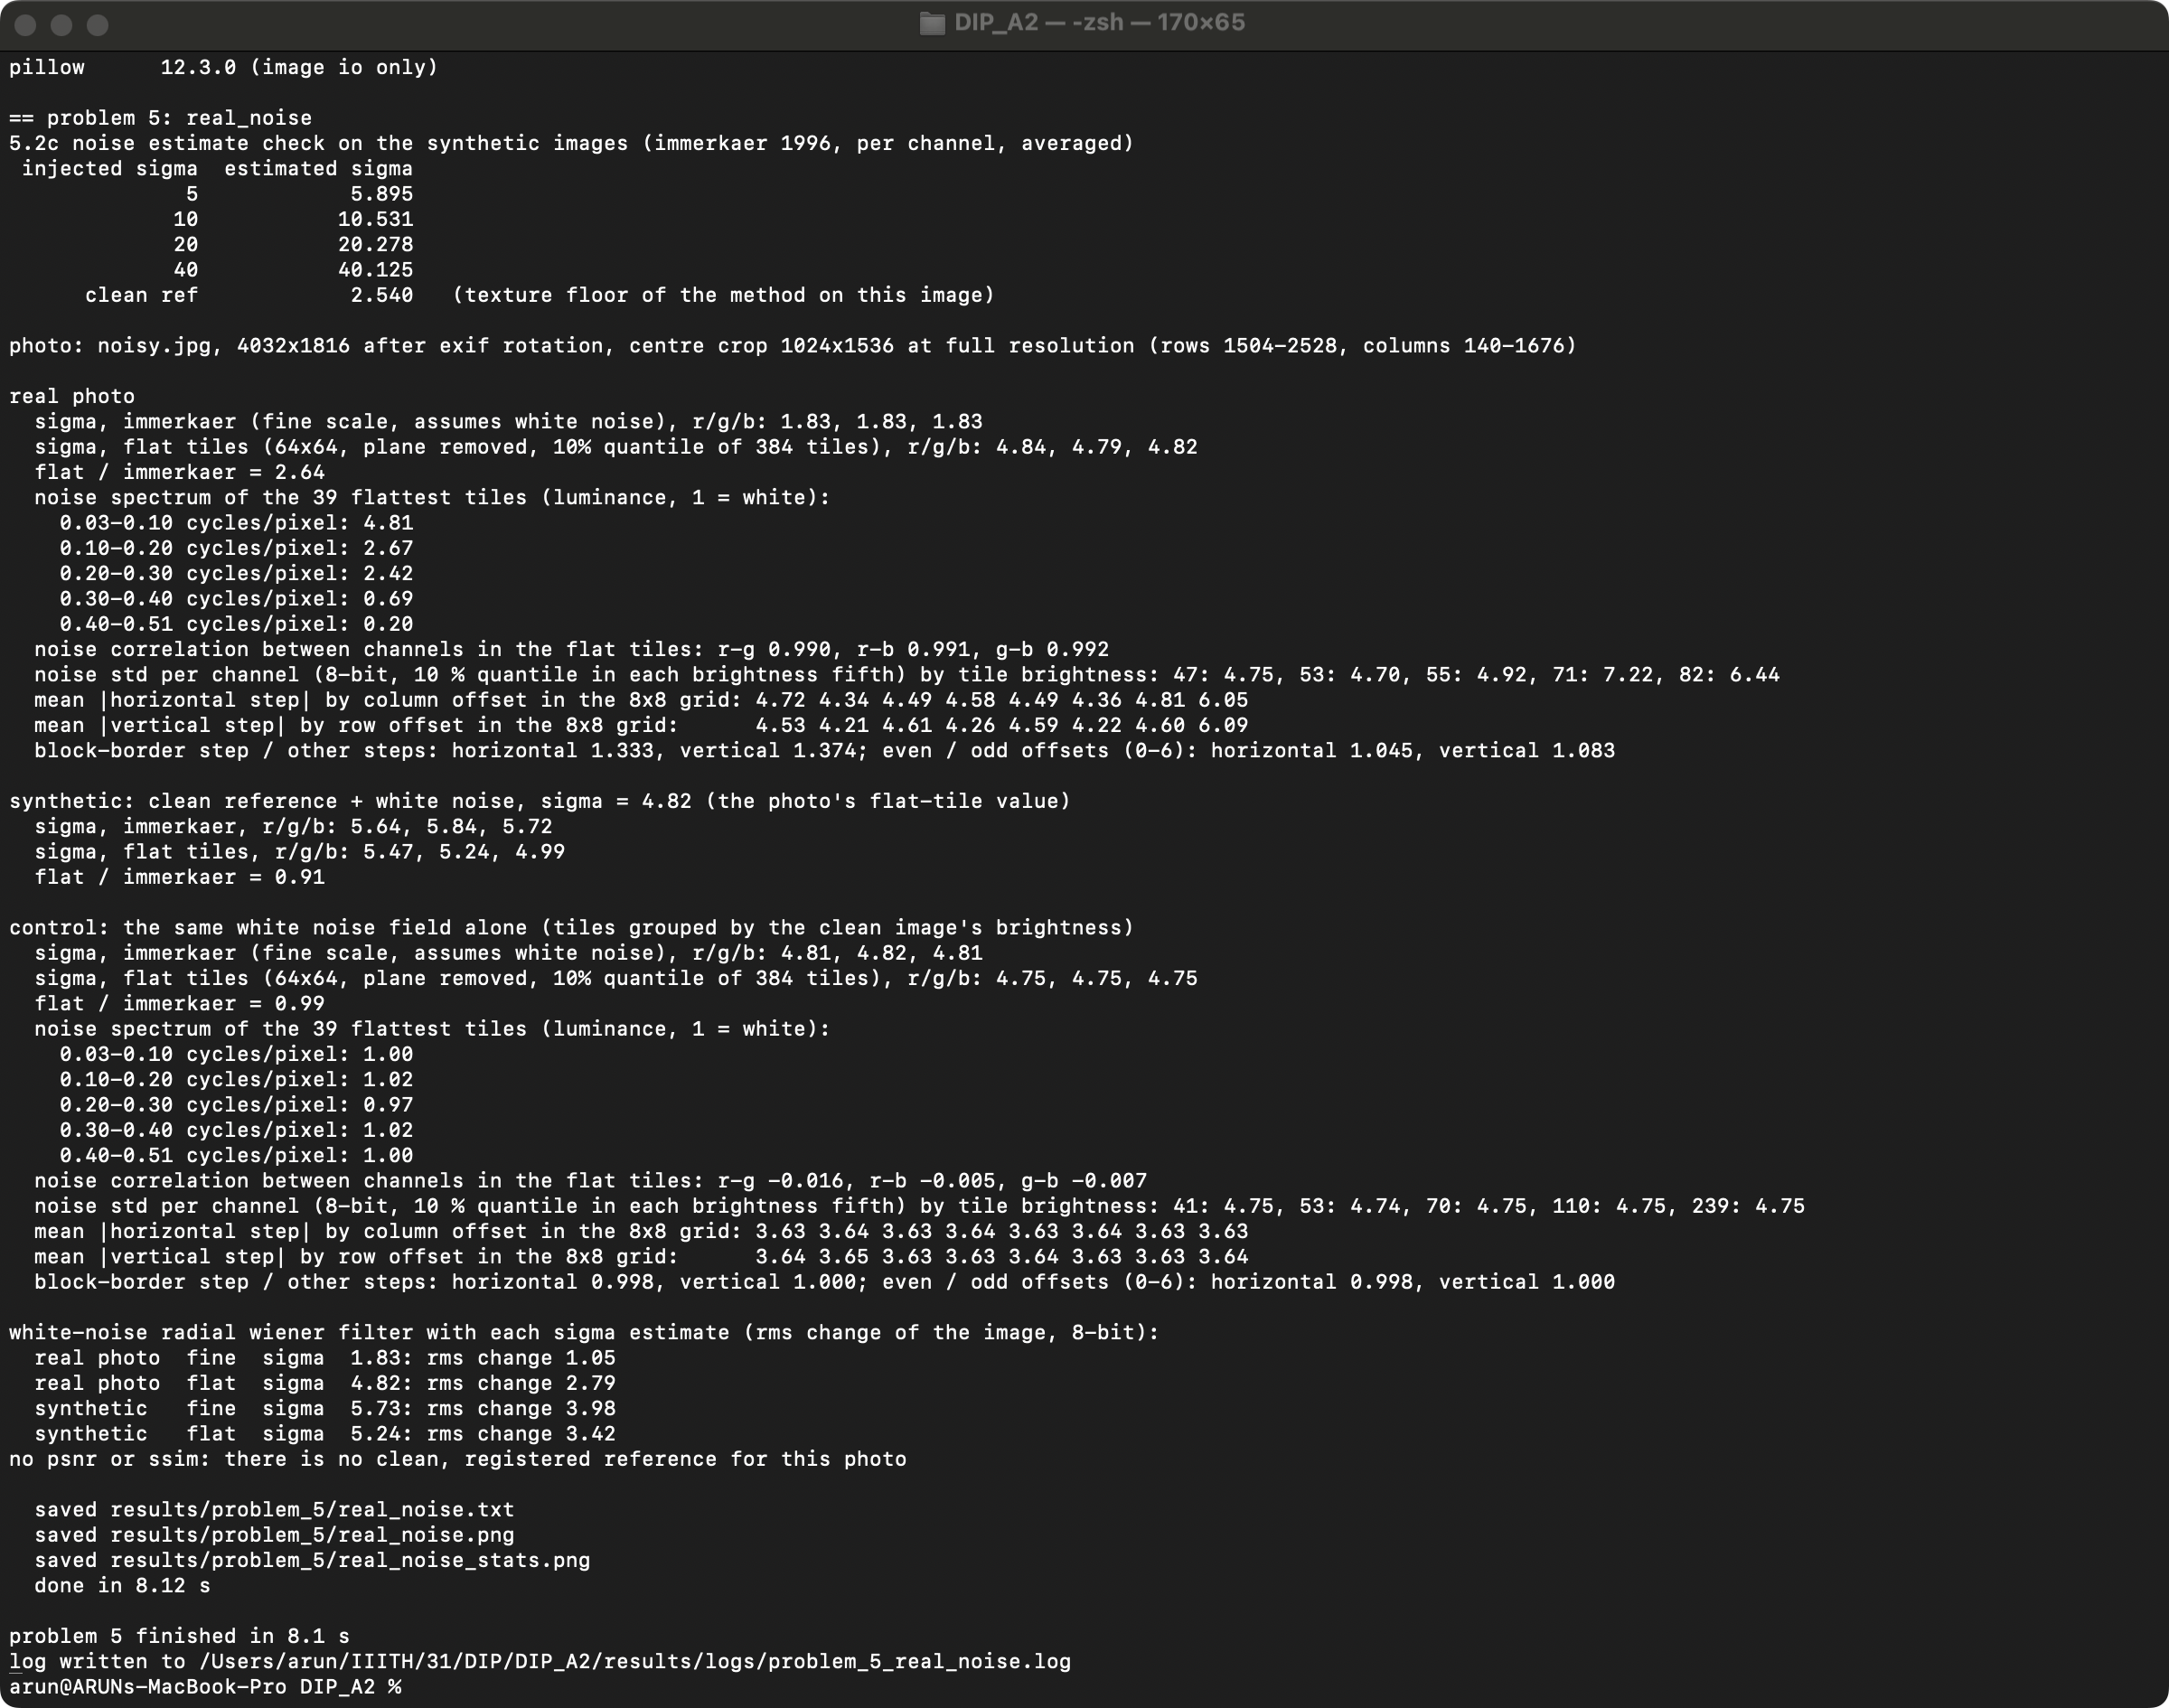 DIP_A2 — -zsh — 170×65
pillow      12.3.0 (image io only)

== problem 5: real_noise
5.2c noise estimate check on the synthetic images (immerkaer 1996, per channel, averaged)
 injected sigma  estimated sigma
              5            5.895
             10           10.531
             20           20.278
             40           40.125
      clean ref            2.540   (texture floor of the method on this image)

photo: noisy.jpg, 4032x1816 after exif rotation, centre crop 1024x1536 at full resolution (rows 1504-2528, columns 140-1676)

real photo
  sigma, immerkaer (fine scale, assumes white noise), r/g/b: 1.83, 1.83, 1.83
  sigma, flat tiles (64x64, plane removed, 10% quantile of 384 tiles), r/g/b: 4.84, 4.79, 4.82
  flat / immerkaer = 2.64
  noise spectrum of the 39 flattest tiles (luminance, 1 = white):
    0.03-0.10 cycles/pixel: 4.81
    0.10-0.20 cycles/pixel: 2.67
    0.20-0.30 cycles/pixel: 2.42
    0.30-0.40 cycles/pixel: 0.69
    0.40-0.51 cycles/pixel: 0.20
  noise correlation between channels in the flat tiles: r-g 0.990, r-b 0.991, g-b 0.992
  noise std per channel (8-bit, 10 % quantile in each brightness fifth) by tile brightness: 47: 4.75, 53: 4.70, 55: 4.92, 71: 7.22, 82: 6.44
  mean |horizontal step| by column offset in the 8x8 grid: 4.72 4.34 4.49 4.58 4.49 4.36 4.81 6.05
  mean |vertical step| by row offset in the 8x8 grid:      4.53 4.21 4.61 4.26 4.59 4.22 4.60 6.09
  block-border step / other steps: horizontal 1.333, vertical 1.374; even / odd offsets (0-6): horizontal 1.045, vertical 1.083

synthetic: clean reference + white noise, sigma = 4.82 (the photo's flat-tile value)
  sigma, immerkaer, r/g/b: 5.64, 5.84, 5.72
  sigma, flat tiles, r/g/b: 5.47, 5.24, 4.99
  flat / immerkaer = 0.91

control: the same white noise field alone (tiles grouped by the clean image's brightness)
  sigma, immerkaer (fine scale, assumes white noise), r/g/b: 4.81, 4.82, 4.81
  sigma, flat tiles (64x64, plane removed, 10% quantile of 384 tiles), r/g/b: 4.75, 4.75, 4.75
  flat / immerkaer = 0.99
  noise spectrum of the 39 flattest tiles (luminance, 1 = white):
    0.03-0.10 cycles/pixel: 1.00
    0.10-0.20 cycles/pixel: 1.02
    0.20-0.30 cycles/pixel: 0.97
    0.30-0.40 cycles/pixel: 1.02
    0.40-0.51 cycles/pixel: 1.00
  noise correlation between channels in the flat tiles: r-g -0.016, r-b -0.005, g-b -0.007
  noise std per channel (8-bit, 10 % quantile in each brightness fifth) by tile brightness: 41: 4.75, 53: 4.74, 70: 4.75, 110: 4.75, 239: 4.75
  mean |horizontal step| by column offset in the 8x8 grid: 3.63 3.64 3.63 3.64 3.63 3.64 3.63 3.63
  mean |vertical step| by row offset in the 8x8 grid:      3.64 3.65 3.63 3.63 3.64 3.63 3.63 3.64
  block-border step / other steps: horizontal 0.998, vertical 1.000; even / odd offsets (0-6): horizontal 0.998, vertical 1.000

white-noise radial wiener filter with each sigma estimate (rms change of the image, 8-bit):
  real photo  fine  sigma  1.83: rms change 1.05
  real photo  flat  sigma  4.82: rms change 2.79
  synthetic   fine  sigma  5.73: rms change 3.98
  synthetic   flat  sigma  5.24: rms change 3.42
no psnr or ssim: there is no clean, registered reference for this photo

  saved results/problem_5/real_noise.txt
  saved results/problem_5/real_noise.png
  saved results/problem_5/real_noise_stats.png
  done in 8.12 s

problem 5 finished in 8.1 s
log written to /Users/arun/IIITH/31/DIP/DIP_A2/results/logs/problem_5_real_noise.log
arun@ARUNs-MacBook-Pro DIP_A2 %